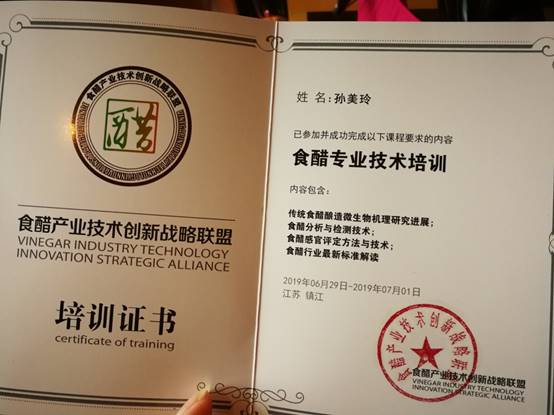 食醋产业技术创新战略联盟
醋
食醋产业技术创新战略联盟
VINEGAR INDUSTRY TECHNOLOGY
INNOVATION STRATEGIC ALLIANCE
培训证书
certificate of training
姓 名:孙美玲
已参加并成功完成以下课程要求的内容
食醋专业技术培训
内容包含:
传统食醋酿造微生物机理研究进展;
食醋分析与检测技术;
食醋感官评定方法与技术;
食醋行业最新标准解读
2019年06月29日~2019年07月01日
江苏 镇江
食醋产业技术创新战略联盟
食醋产业技术创新战略联盟
VINEGAR INDUSTRY TECHNOLOGY
INNOVATION STRATEGIC ALLIANCE